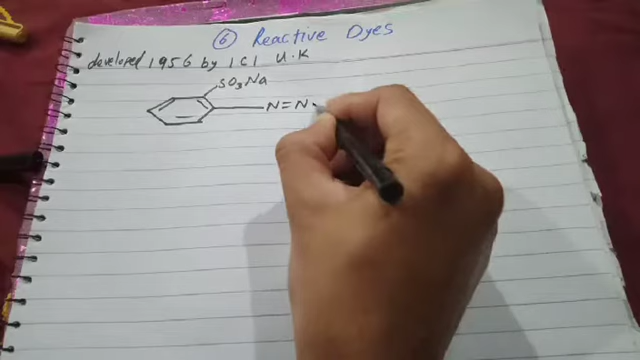 6 Reactive Dyes
developed 1956 by ICI U.K
SO3Na
N=N